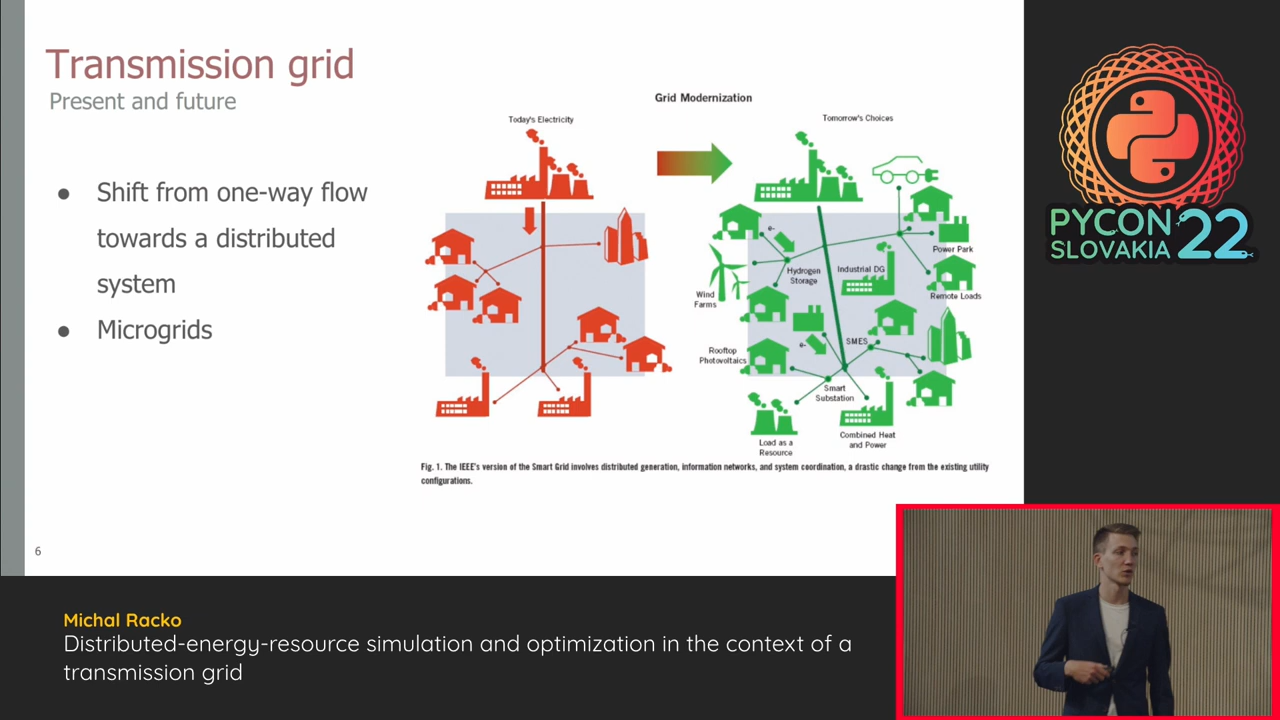 Transmission grid
Present and future
● Shift from one-way flow
towards a distributed
system
● Microgrids
Grid Modernization
Today's Electricity
Tomorrow's Choices
e-
Power Park
Hydrogen
Storage
Industrial DG
Wind
Farms
Remote Loads
Rooftop
Photovoltaics
e-
SMES
Smart
Substation
Load as a
Resource
Combined Heat
and Power
Fig. 1. The IEEE's version of the Smart Grid involves distributed generation, information networks, and system coordination, a drastic change from the existing utility
configurations.
6
PYCON
SLOVAKIA 22
Michal Racko
Distributed-energy-resource simulation and optimization in the context of a
transmission grid